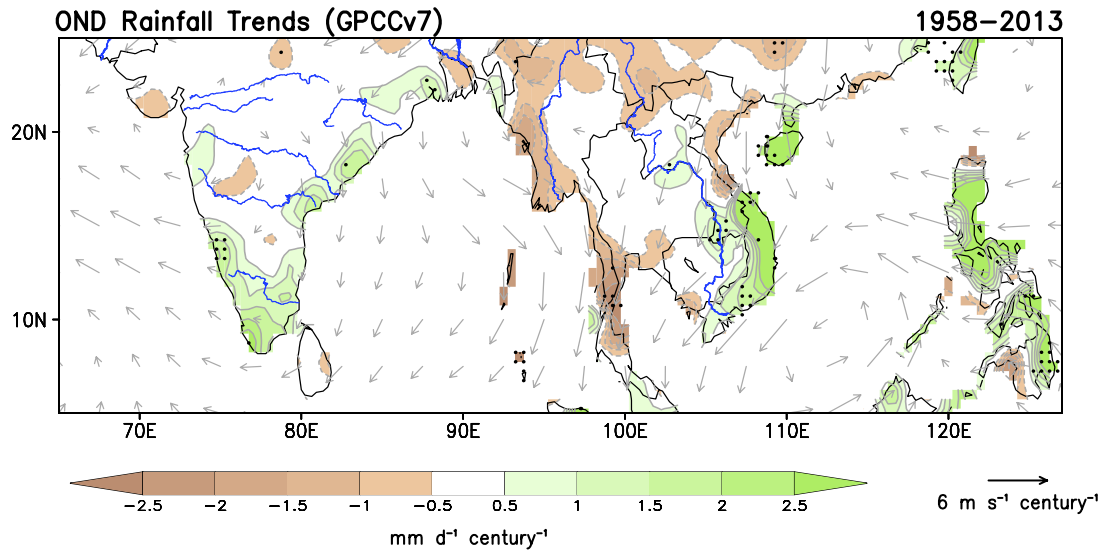 OND Rainfall Trends (GPCCv7) 1958−2013
20N
10N
70E 80E 90E 100E 110E 120E
−2.5 −2 −1.5 −1 −0.5 0.5 1 1.5 2 2.5
6 m s⁻¹ century⁻¹
mm d⁻¹ century⁻¹